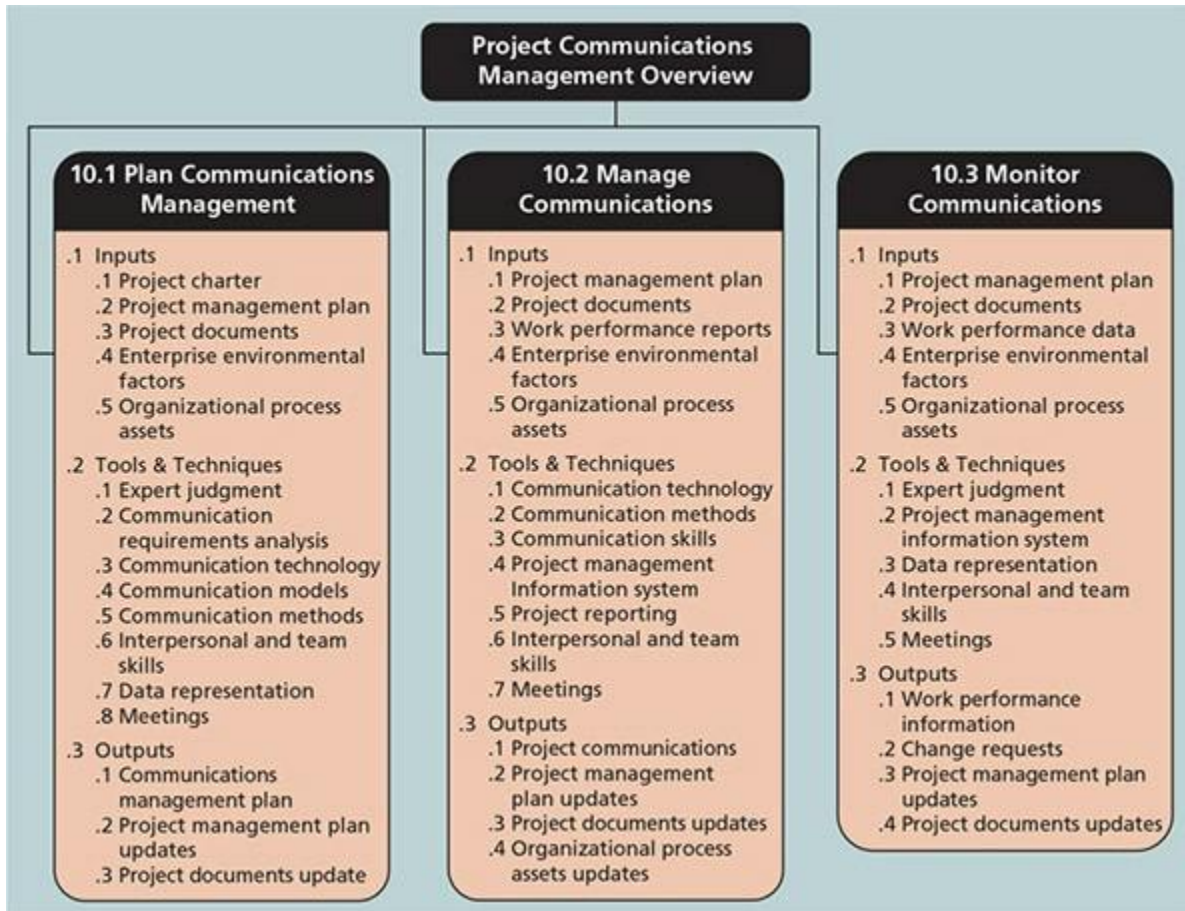 Project Communications
Management Overview
10.1 Plan Communications
Management
.1 Inputs
.1 Project charter
.2 Project management plan
.3 Project documents
.4 Enterprise environmental
factors
.5 Organizational process
assets
.2 Tools & Techniques
.1 Expert judgment
.2 Communication
requirements analysis
.3 Communication technology
.4 Communication models
.5 Communication methods
.6 Interpersonal and team
skills
.7 Data representation
.8 Meetings
.3 Outputs
.1 Communications
management plan
.2 Project management plan
updates
.3 Project documents update
10.2 Manage
Communications
.1 Inputs
.1 Project management plan
.2 Project documents
.3 Work performance reports
.4 Enterprise environmental
factors
.5 Organizational process
assets
.2 Tools & Techniques
.1 Communication technology
.2 Communication methods
.3 Communication skills
.4 Project management
Information system
.5 Project reporting
.6 Interpersonal and team
skills
.7 Meetings
.3 Outputs
.1 Project communications
.2 Project management
plan updates
.3 Project documents updates
.4 Organizational process
assets updates
10.3 Monitor
Communications
.1 Inputs
.1 Project management plan
.2 Project documents
.3 Work performance data
.4 Enterprise environmental
factors
.5 Organizational process
assets
.2 Tools & Techniques
.1 Expert judgment
.2 Project management
information system
.3 Data representation
.4 Interpersonal and team
skills
.5 Meetings
.3 Outputs
.1 Work performance
information
.2 Change requests
.3 Project management plan
updates
.4 Project documents updates